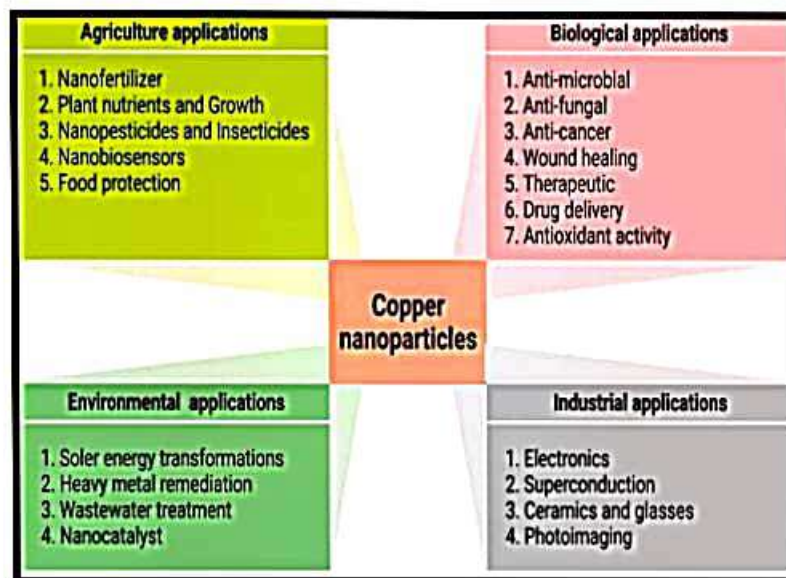 Agriculture applications
1. Nanofertilizer
2. Plant nutrients and Growth
3. Nanopesticides and Insecticides
4. Nanobiosensors
5. Food protection
Biological applications
1. Anti-microbial
2. Anti-fungal
3. Anti-cancer
4. Wound healing
5. Therapeutic
6. Drug delivery
7. Antioxidant activity
Copper
nanoparticles
Environmental applications
1. Soler energy transformations
2. Heavy metal remediation
3. Wastewater treatment
4. Nanocatalyst
Industrial applications
1. Electronics
2. Superconduction
3. Ceramics and glasses
4. Photoimaging